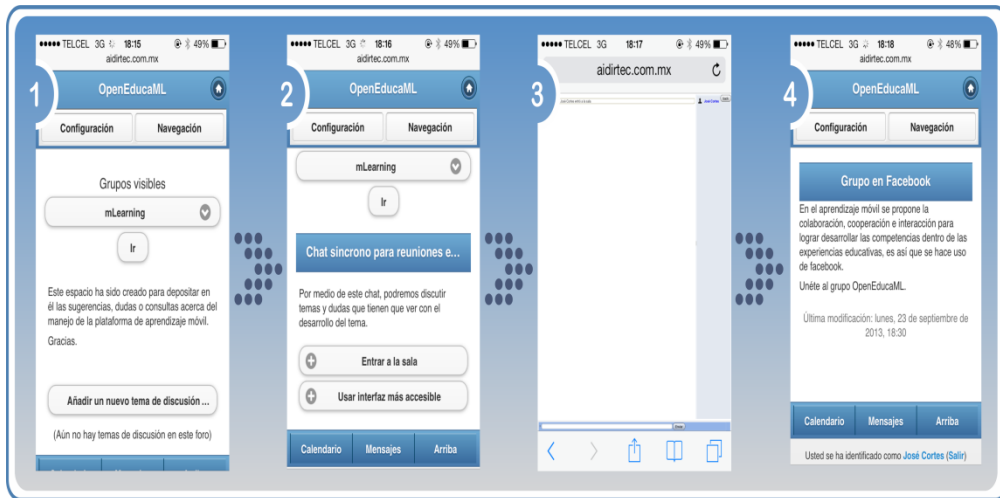 1
TELCEL 3G 18:15 49%
aidirtec.com.mx
OpenEducaML
Configuración Navegación
Grupos visibles
mLearning
Ir
Este espacio ha sido creado para depositar en
él las sugerencias, dudas o consultas acerca del
manejo de la plataforma de aprendizaje móvil.
Gracias.
Añadir un nuevo tema de discusión ...
(Aún no hay temas de discusión en este foro)
2
TELCEL 3G 18:16 49%
aidirtec.com.mx
OpenEducaML
Configuración Navegación
mLearning
Ir
Chat sincrono para reuniones e...
Por medio de este chat, podremos discutir
temas y dudas que tienen que ver con el
desarrollo del tema.
Entrar a la sala
Usar interfaz más accesible
Calendario Mensajes Arriba
3
TELCEL 3G 18:17 49%
aidirtec.com.mx
José Cortes
4
TELCEL 3G 18:18 48%
aidirtec.com.mx
OpenEducaML
Configuración Navegación
Grupo en Facebook
En el aprendizaje móvil se propone la
colaboración, cooperación e interacción para
lograr desarrollar las competencias dentro de las
experiencias educativas, es así que se hace uso
de facebook.
Unéte al grupo OpenEducaML.
Última modificación: lunes, 23 de septiembre de
2013, 18:30
Calendario Mensajes Arriba
Usted se ha identificado como José Cortes (Salir)